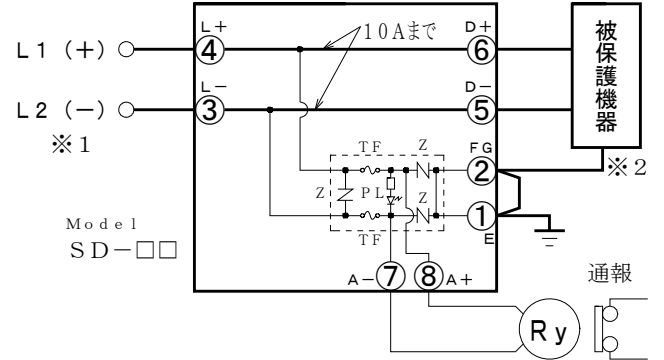 L1 (+) L+ ④ 10Aまで D+ ⑥ 被保護機器
L2 (−) L− ③ D− ⑤
※1
TF Z FG ② ※2
Z PL Z ①
TF E
Model
SD−□□
A− ⑦ ⑧ A+ 通報
Ry